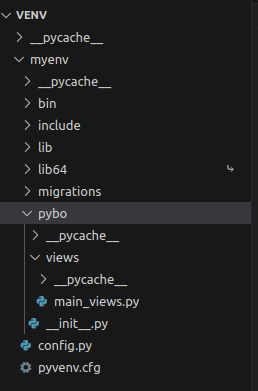 VENV
__pycache__
myenv
__pycache__
bin
include
lib
lib64
migrations
pybo
__pycache__
views
__pycache__
main_views.py
__init__.py
config.py
pyvenv.cfg